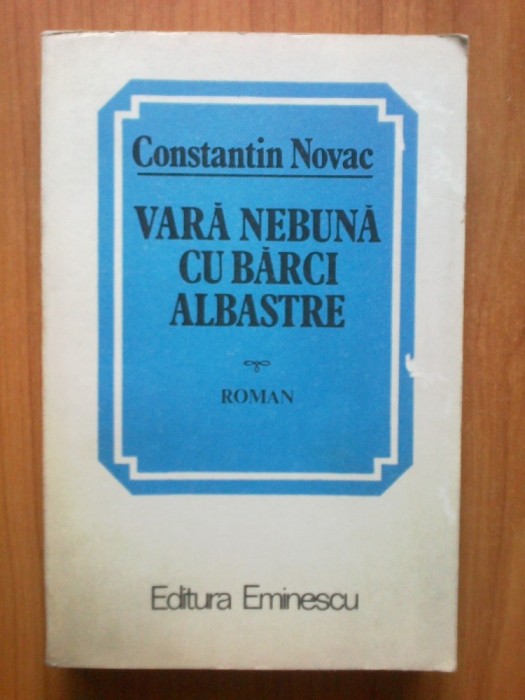 Constantin Novac
VARĂ NEBUNĂ
CU BĂRCI
ALBASTRE
ROMAN
Editura Eminescu